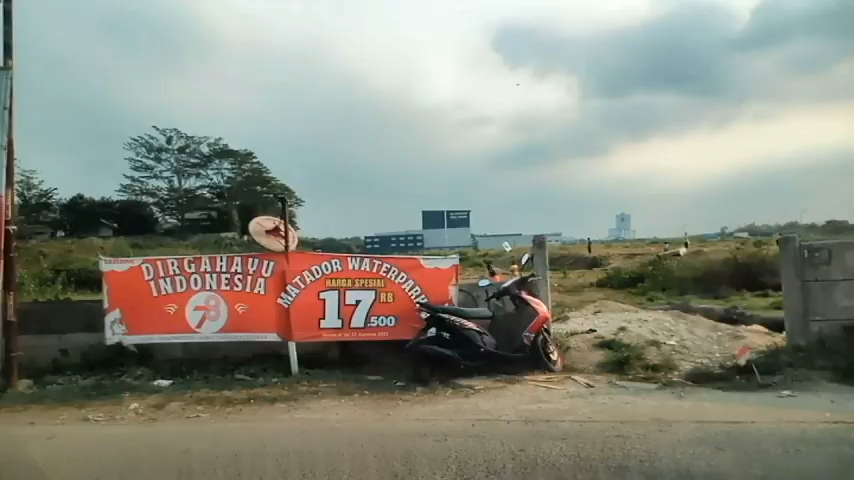 DIRGAHAYU
INDONESIA
78
MATADOR WATERPARK
HARGA SPESIAL
17.500
RB